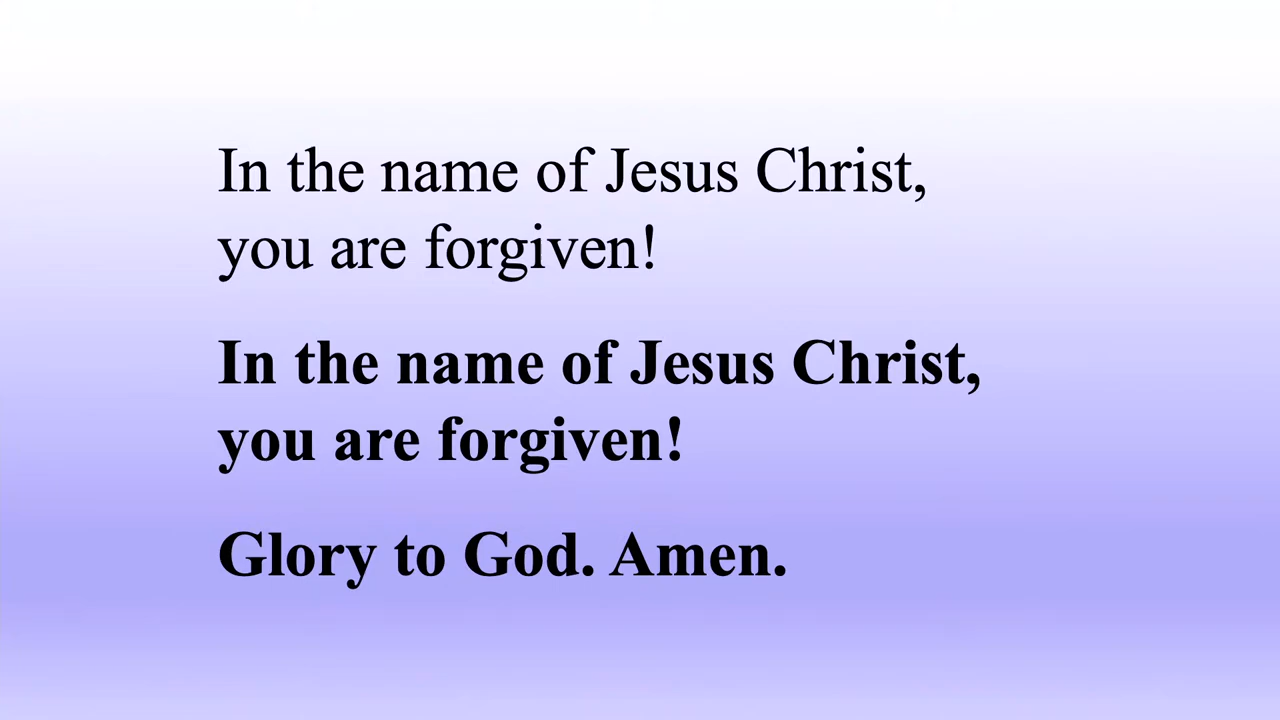 In the name of Jesus Christ,
you are forgiven!
In the name of Jesus Christ,
you are forgiven!
Glory to God. Amen.